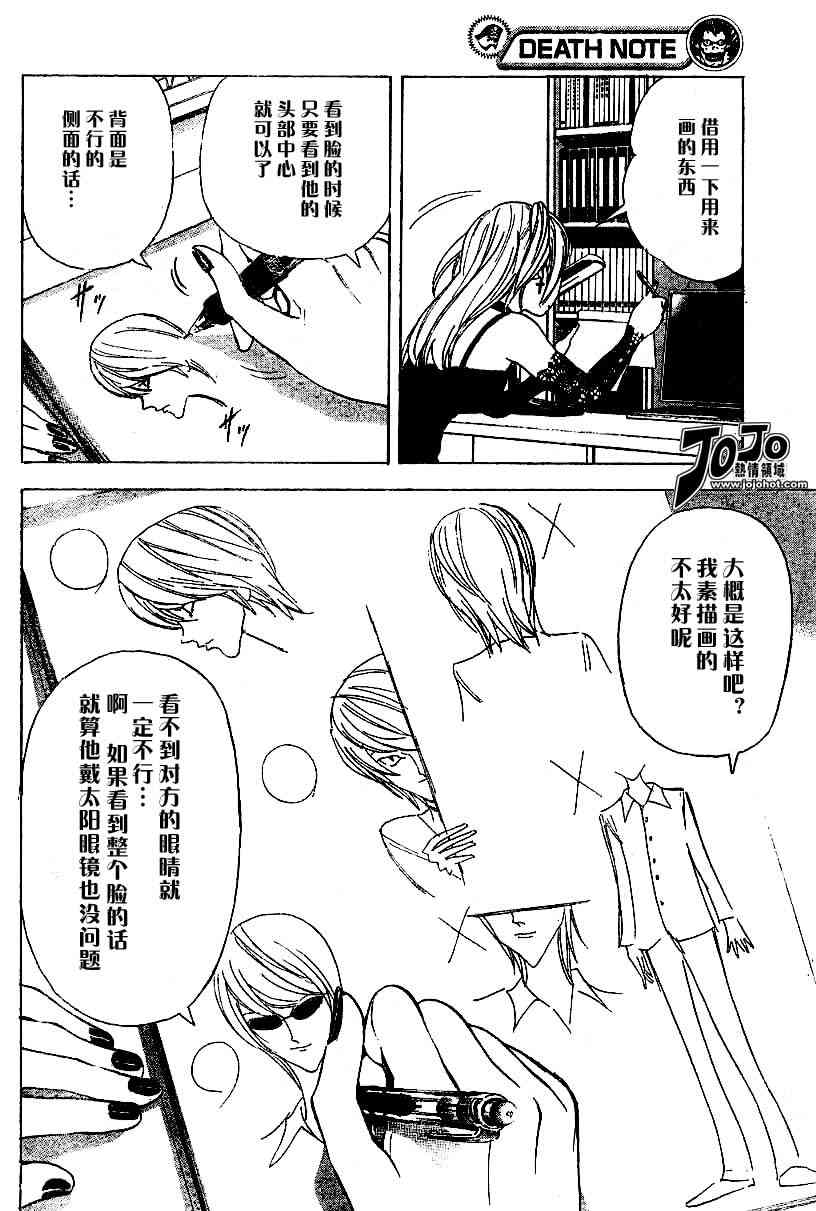 DEATH NOTE
借用一下用来
画的东西
看到脸的时候
只要看到他的
头部中心
就可以了
背面是
不行的
侧面的话…
ガッ
ガッ
JOJO
熱情領域
www.jojohot.com
大概是这样吧？
我素描画的
不太好呢
看不到对方的眼睛就
一定不行…
啊 如果看到整个脸的话
就算他戴太阳眼镜也没问题